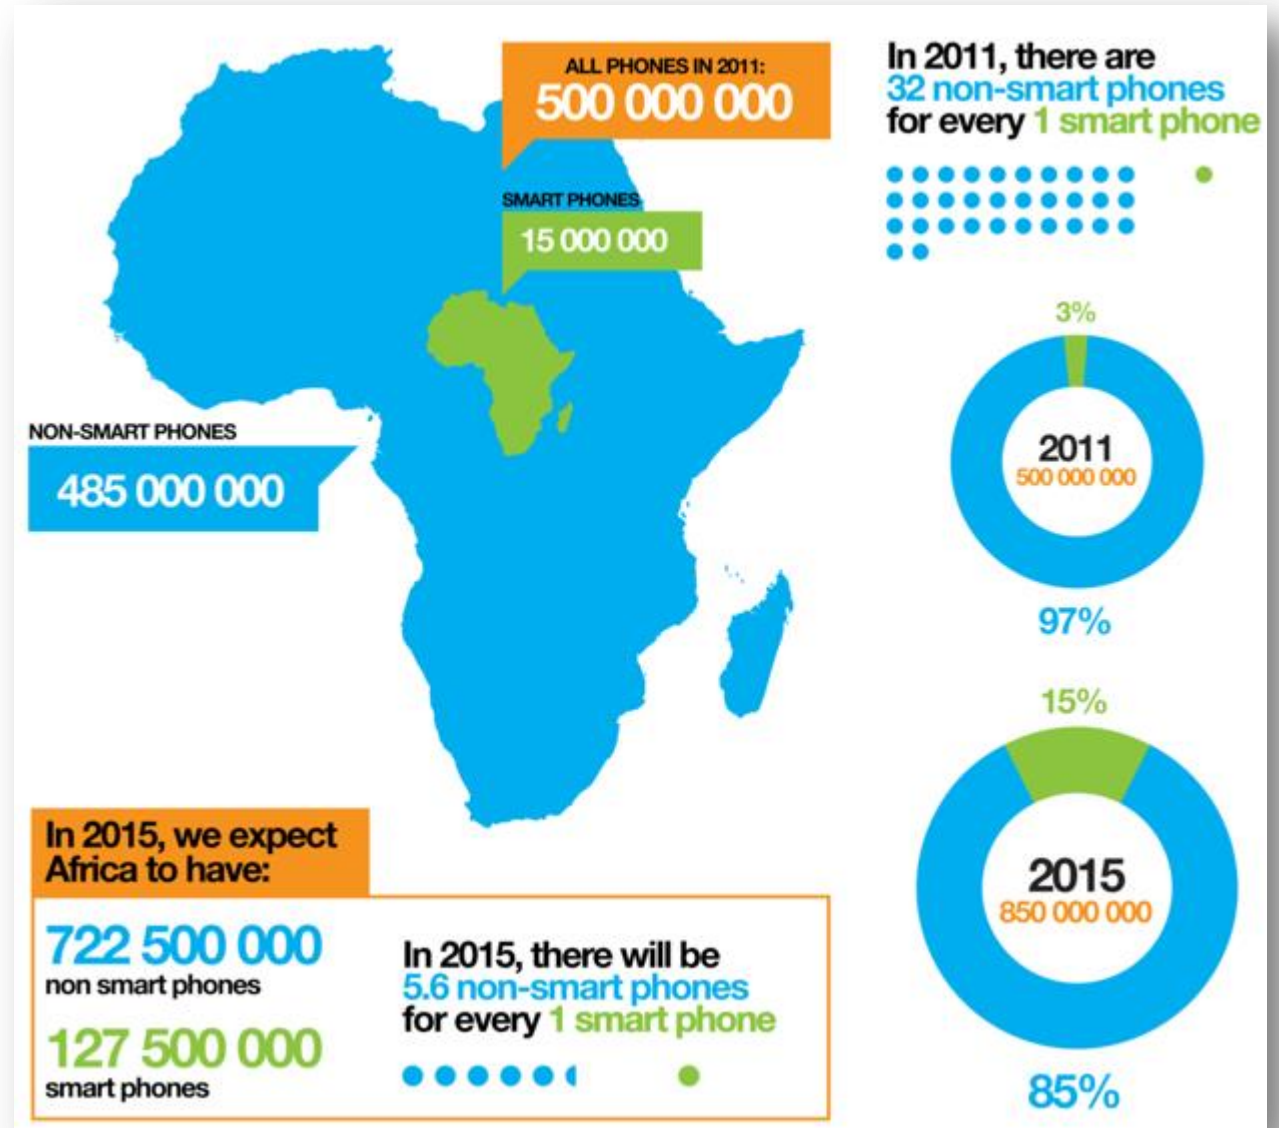 ALL PHONES IN 2011:
500 000 000
SMART PHONES
15 000 000
NON-SMART PHONES
485 000 000
In 2011, there are
32 non-smart phones
for every 1 smart phone
3%
2011
500 000 000
97%
15%
2015
850 000 000
85%
In 2015, we expect
Africa to have:
722 500 000
non smart phones
127 500 000
smart phones
In 2015, there will be
5.6 non-smart phones
for every 1 smart phone